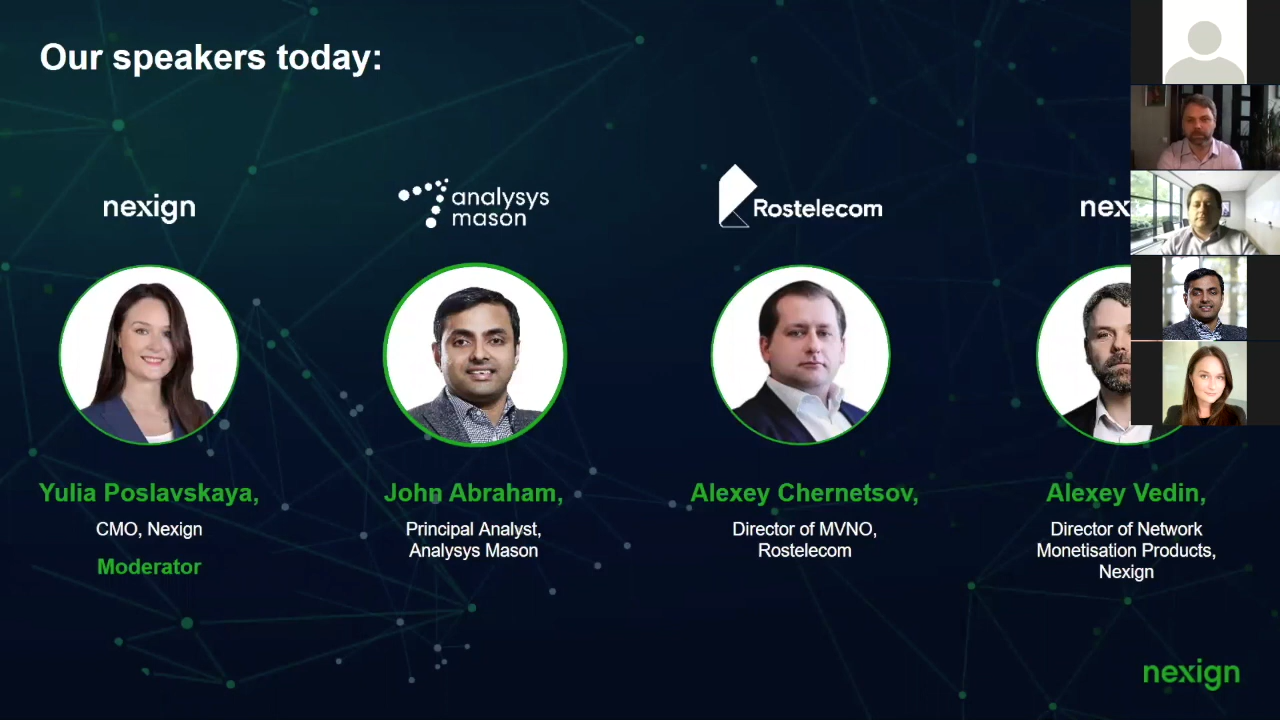 Our speakers today:
nexign
analysys
mason
Rostelecom
nex
Yulia Poslavskaya,
CMO, Nexign
Moderator
John Abraham,
Principal Analyst,
Analysys Mason
Alexey Chernetsov,
Director of MVNO,
Rostelecom
Alexey Vedin,
Director of Network
Monetisation Products,
Nexign
nexign